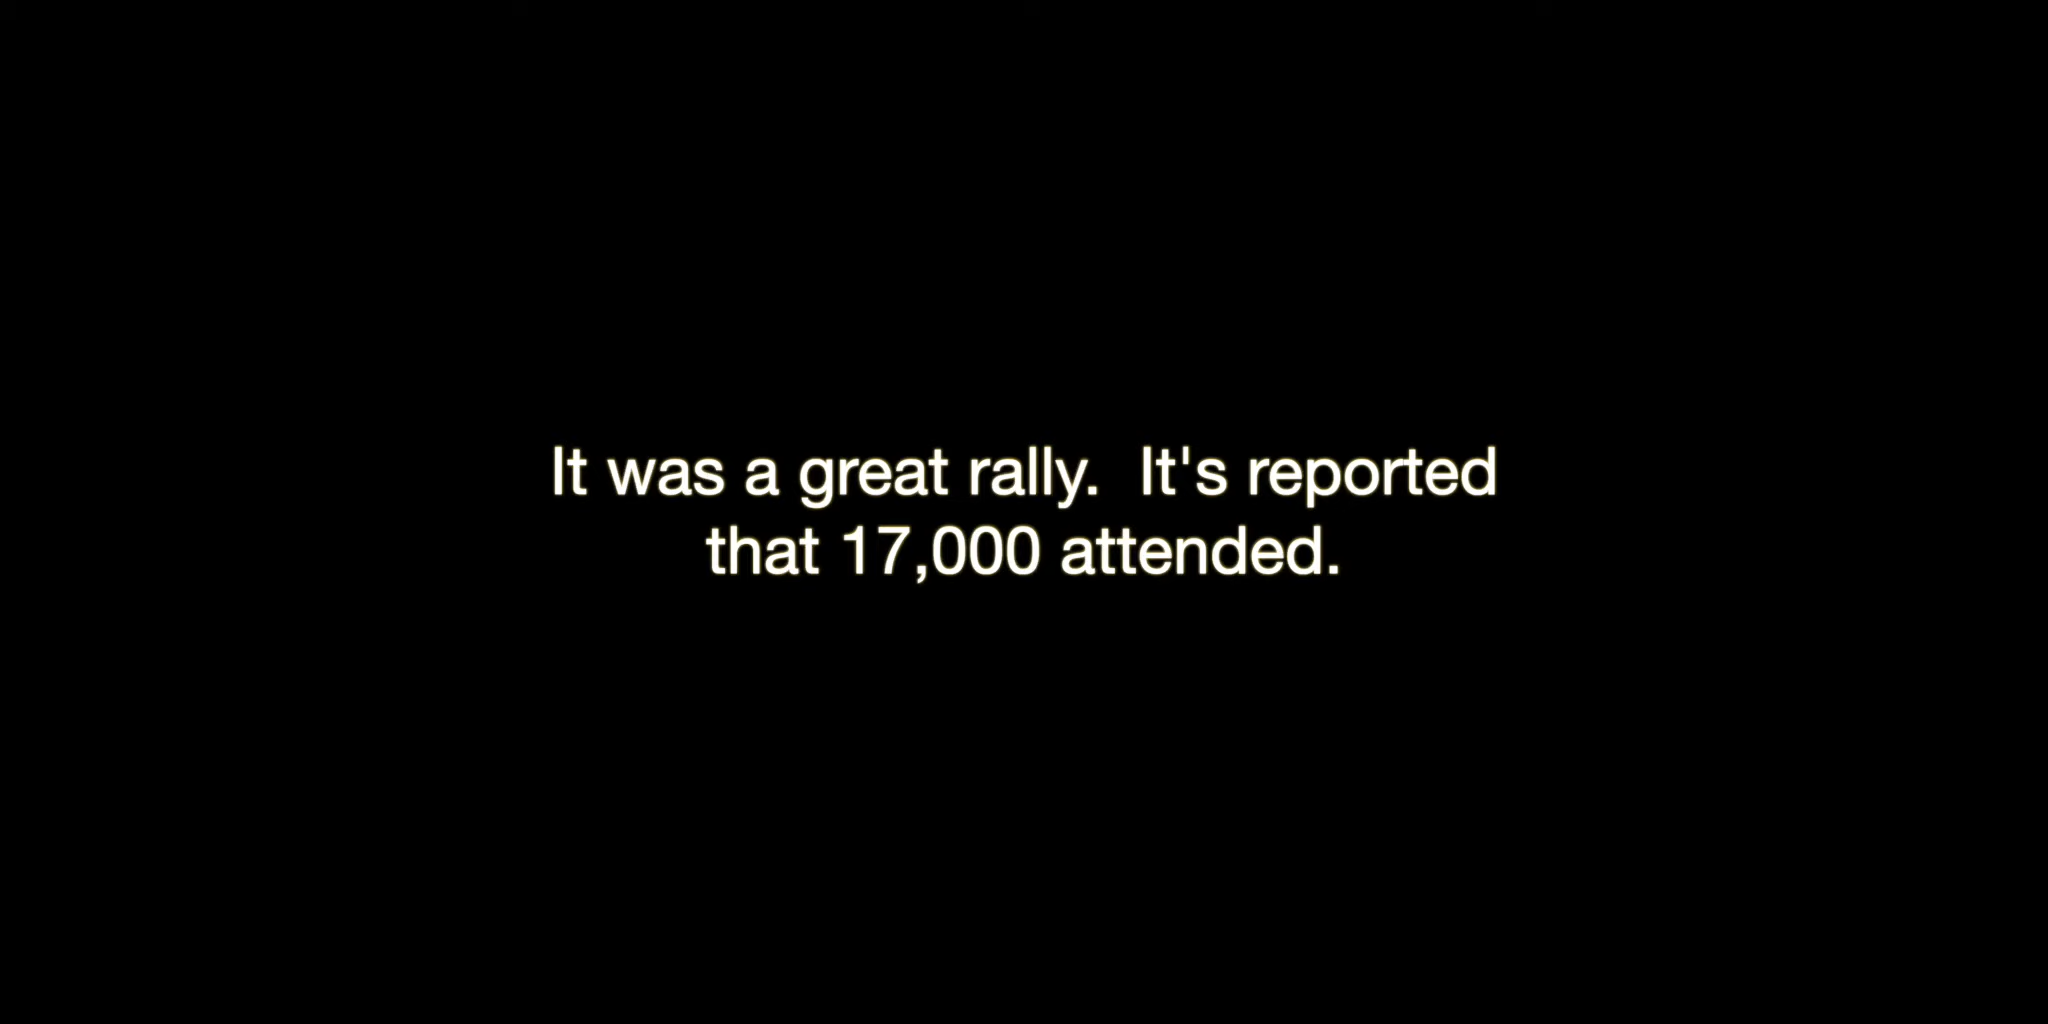 It was a great rally.  It's reported
that 17,000 attended.